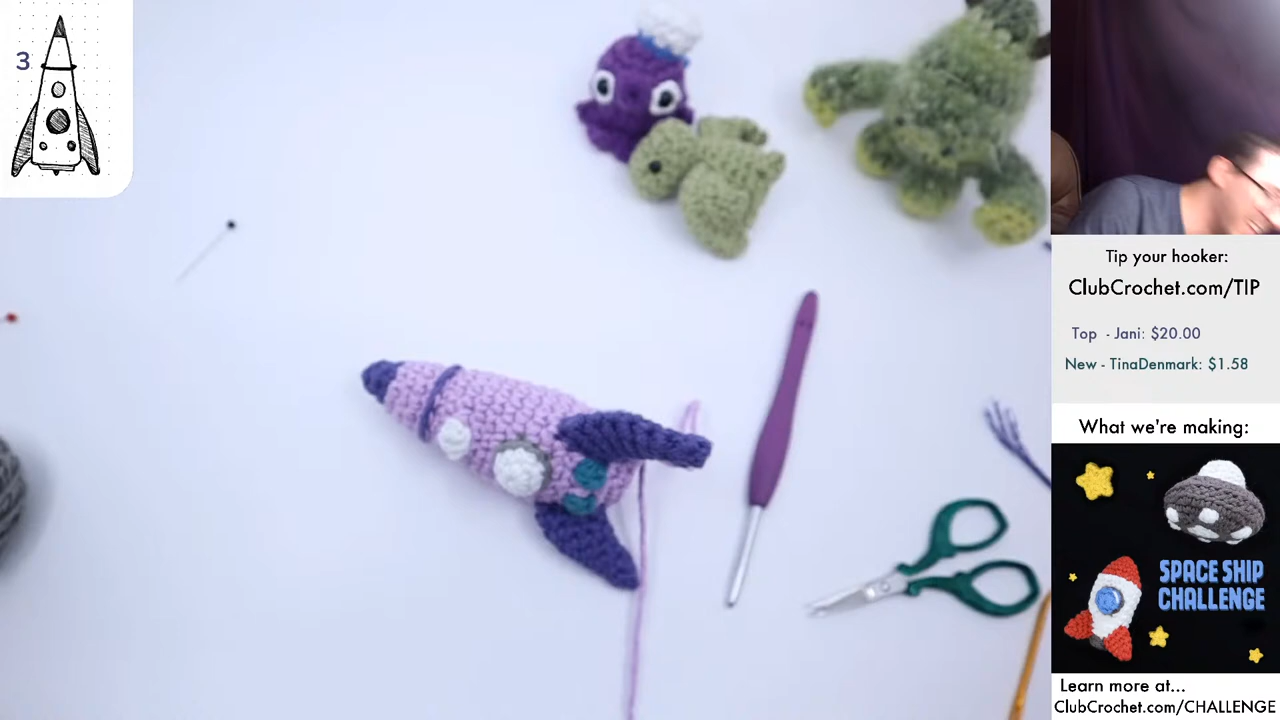 3
Tip your hooker:
ClubCrochet.com/TIP
Top - Jani: $20.00
New - TinaDenmark: $1.58
What we're making:
SPACE SHIP
CHALLENGE
Learn more at...
ClubCrochet.com/CHALLENGE